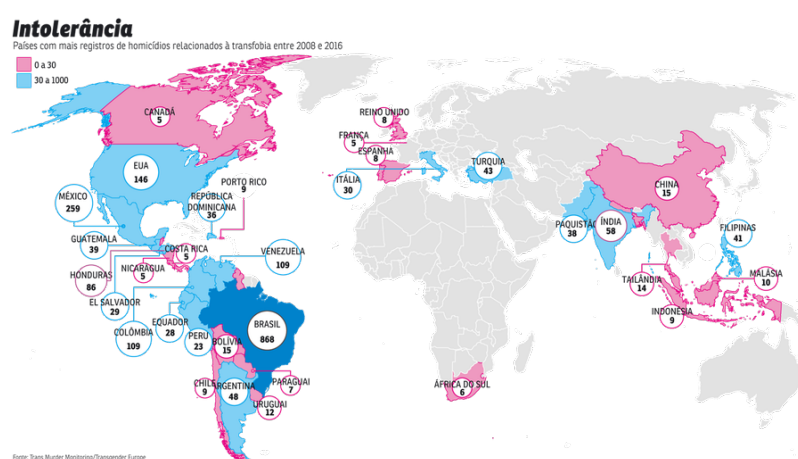 Intolerância
Países com mais registros de homicídios relacionados à transfobia entre 2008 e 2016
0 a 30
30 a 1000
CANADÁ
5
EUA
146
MÉXICO
259
PORTO RICO
9
REPÚBLICA
DOMINICANA
36
GUATEMALA
39
COSTA RICA
5
VENEZUELA
109
HONDURAS
86
NICARAGUA
5
EL SALVADOR
29
COLÔMBIA
109
EQUADOR
28
PERU
23
BOLÍVIA
15
BRASIL
868
CHILE
9
ARGENTINA
48
PARAGUAI
7
URUGUAI
12
REINO UNIDO
8
FRANÇA
5
ESPANHA
8
ITÁLIA
30
TURQUIA
43
ÁFRICA DO SUL
6
PAQUISTÃO
38
ÍNDIA
58
CHINA
15
FILIPINAS
41
TAILÂNDIA
14
MALÁSIA
10
INDONÉSIA
9
Fonte: Trans Murder Monitoring/Transgender Europe